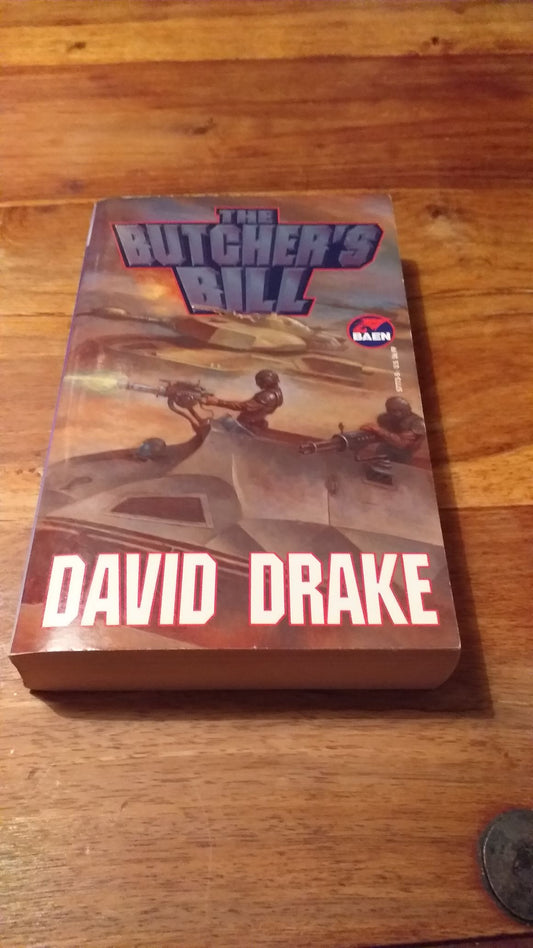 THE
BUTCHER'S
BILL
BAEN
DAVID DRAKE